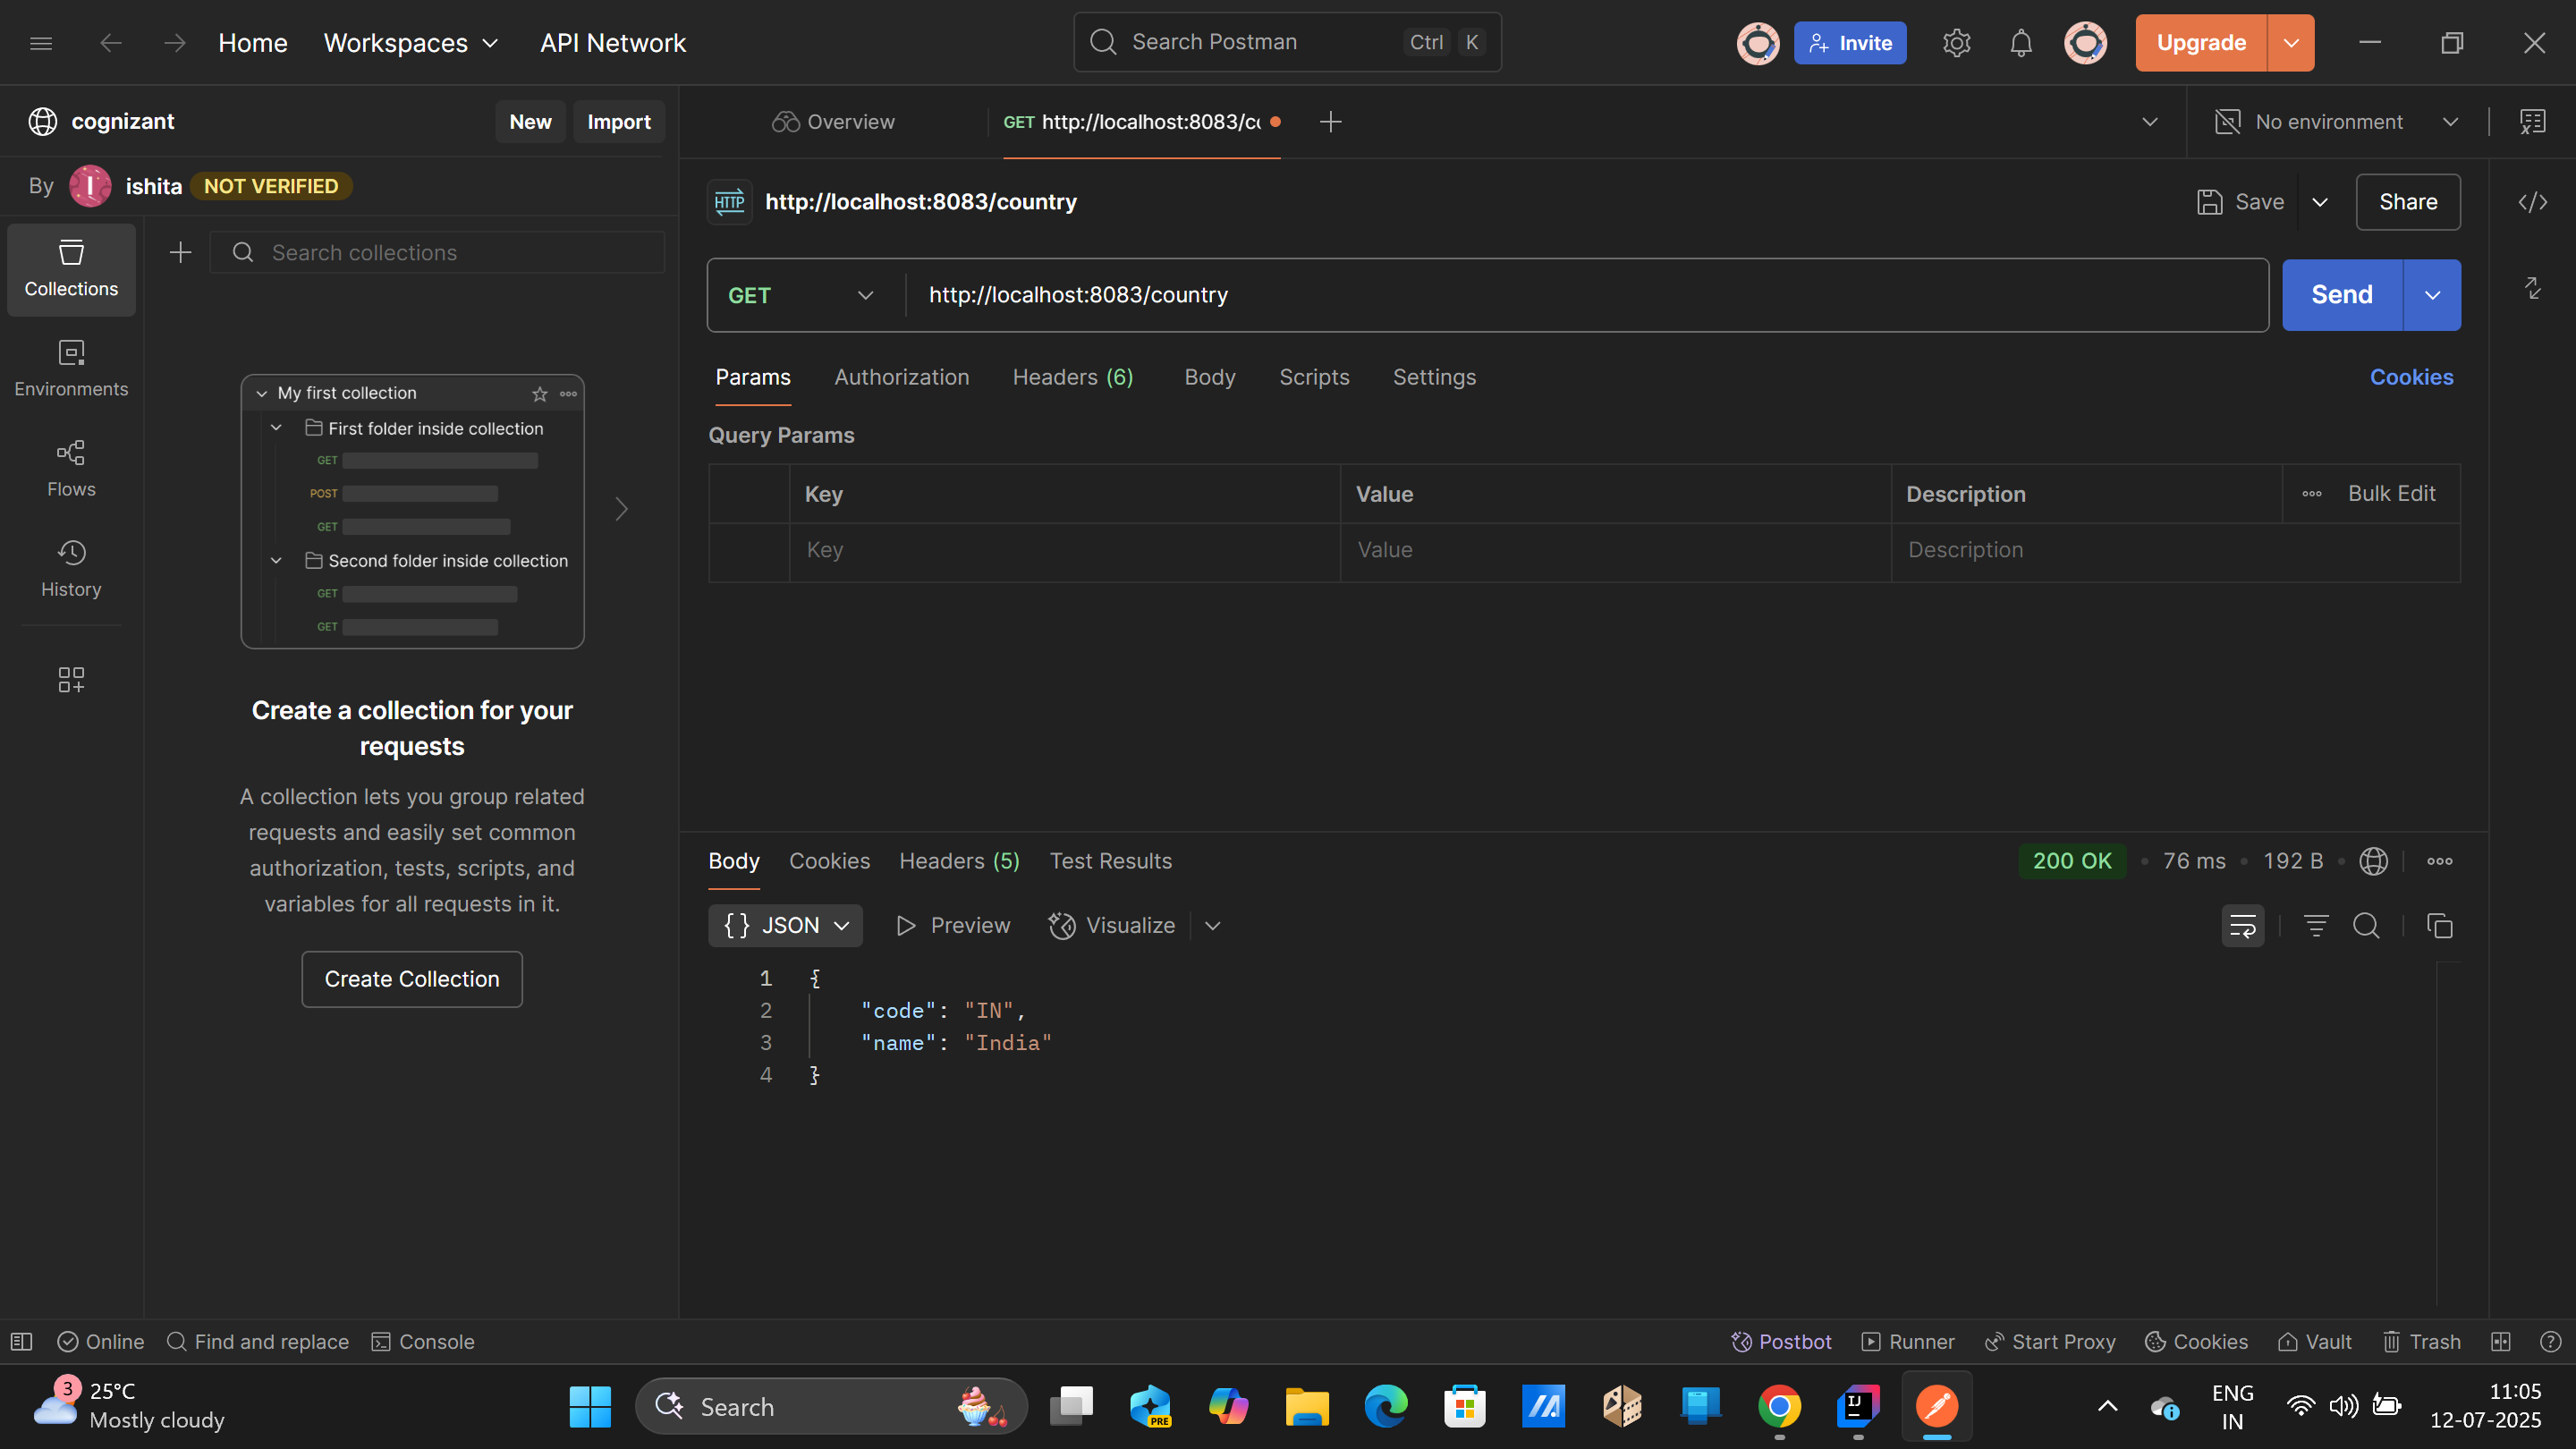 Home
Workspaces
API Network
Search Postman
Ctrl K
Invite
Upgrade
cognizant
New
Import
Overview
GET http://localhost:8083/co
No environment
By
I
ishita
NOT VERIFIED
HTTP
http://localhost:8083/country
Save
Share
Collections
Search collections
GET
http://localhost:8083/country
Send
Environments
Params
Authorization
Headers (6)
Body
Scripts
Settings
Cookies
My first collection
First folder inside collection
GET
POST
GET
Second folder inside collection
GET
GET
Query Params
Key
Value
Description
Bulk Edit
Key
Value
Description
Flows
History
Create a collection for your
requests
A collection lets you group related
requests and easily set common
authorization, tests, scripts, and
variables for all requests in it.
Create Collection
Body
Cookies
Headers (5)
Test Results
200 OK
76 ms
192 B
{} JSON
Preview
Visualize
1 {
2 "code": "IN",
3 "name": "India"
4 }
Online
Find and replace
Console
Postbot
Runner
Start Proxy
Cookies
Vault
Trash
3
25°C
Mostly cloudy
Search
PRE
IJ
ENG
IN
11:05
12-07-2025